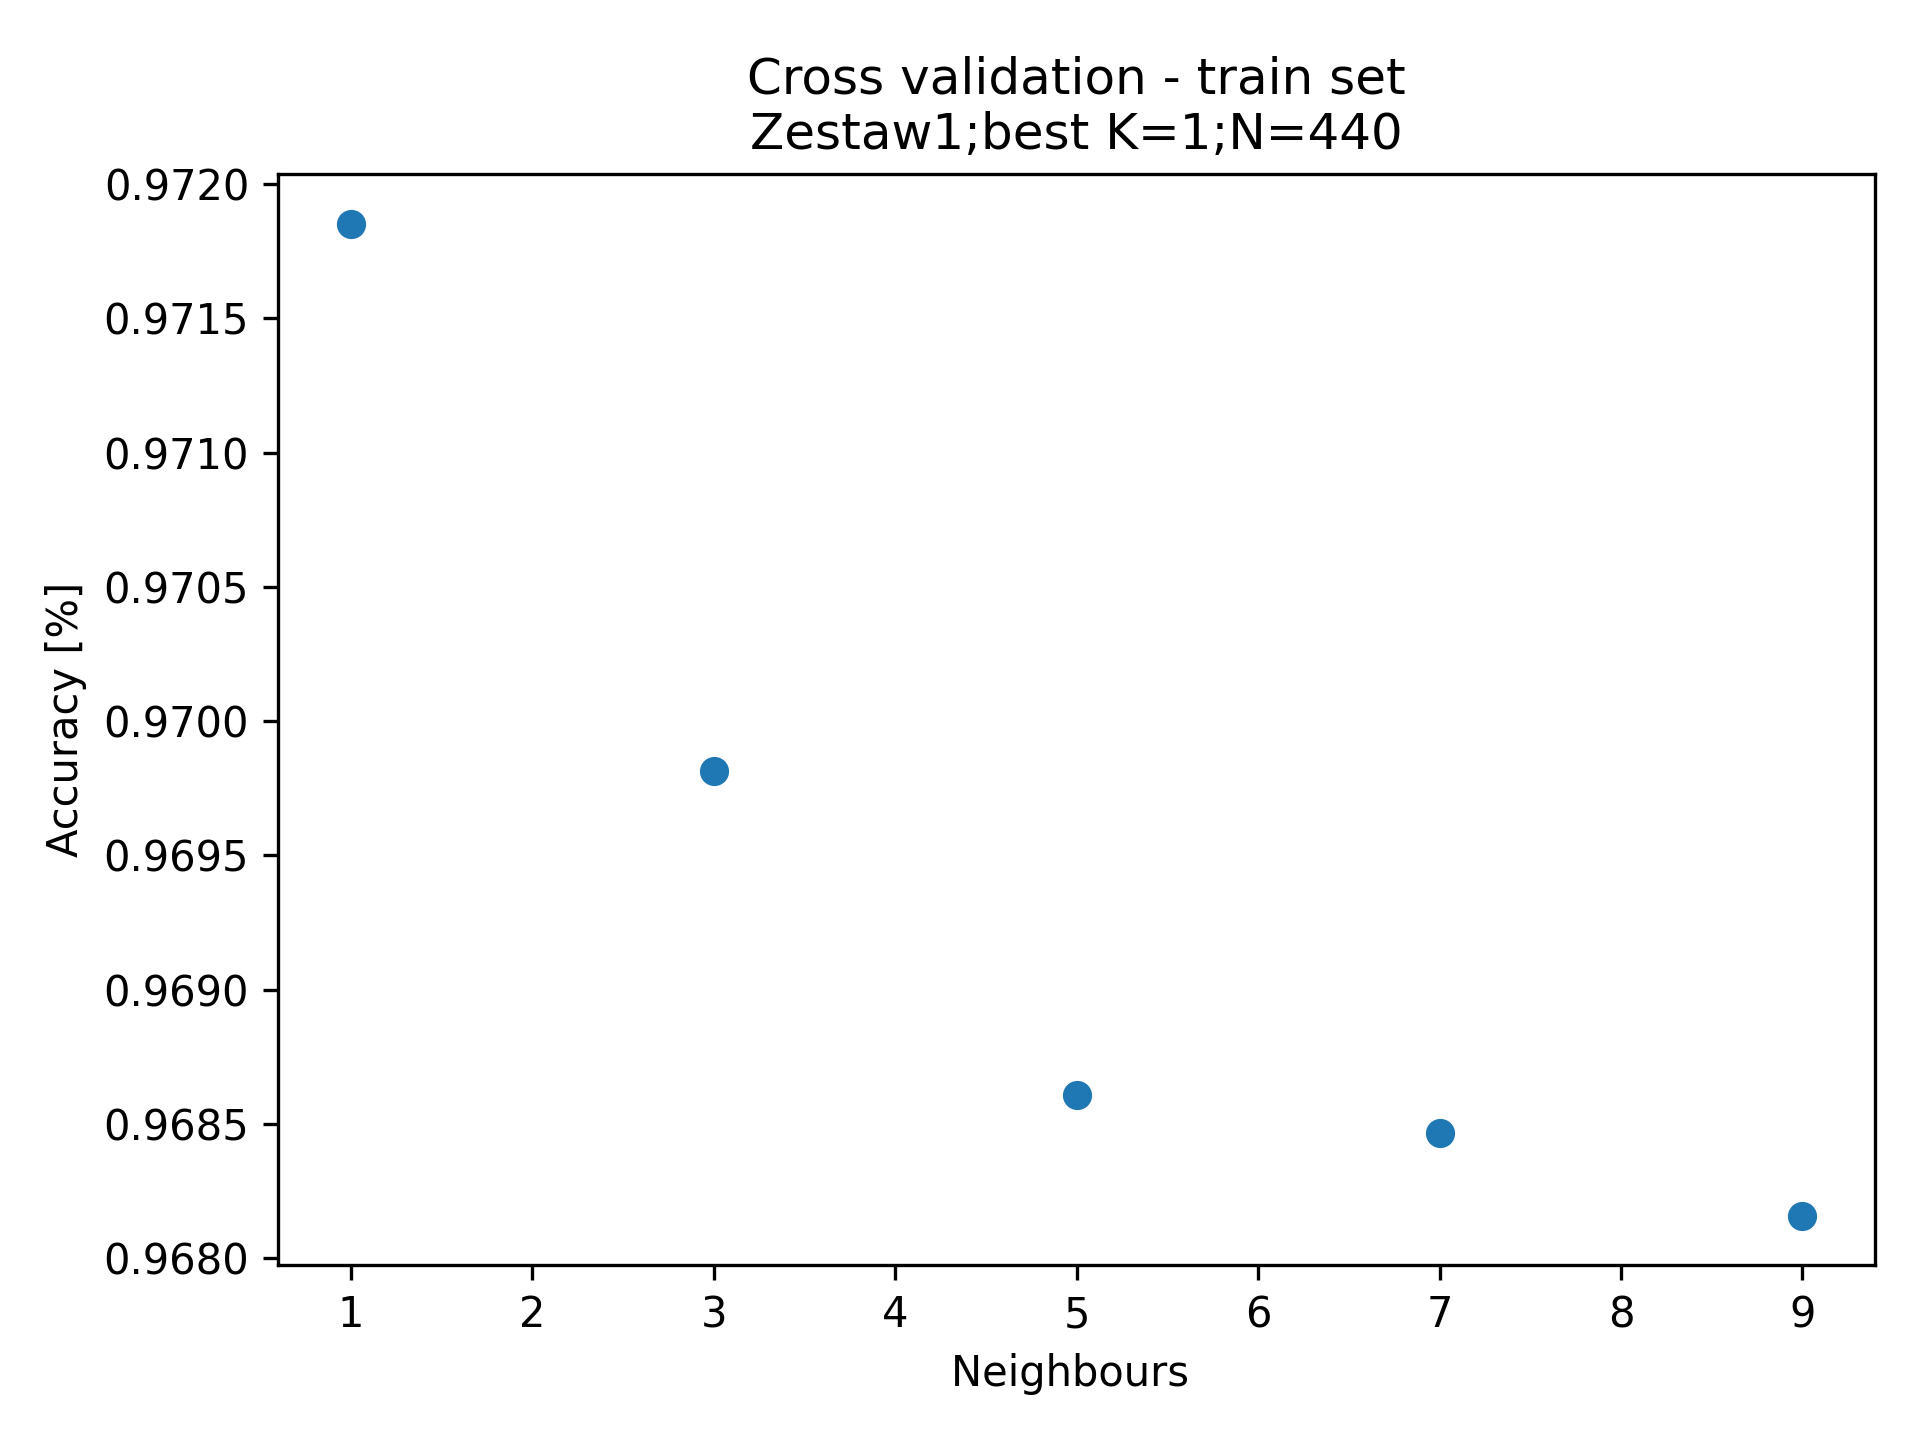 Cross validation - train set
Zestaw1;best K=1;N=440
0.9720
0.9715
0.9710
0.9705
0.9700
0.9695
0.9690
0.9685
0.9680
Accuracy [%]
1 2 3 4 5 6 7 8 9
Neighbours